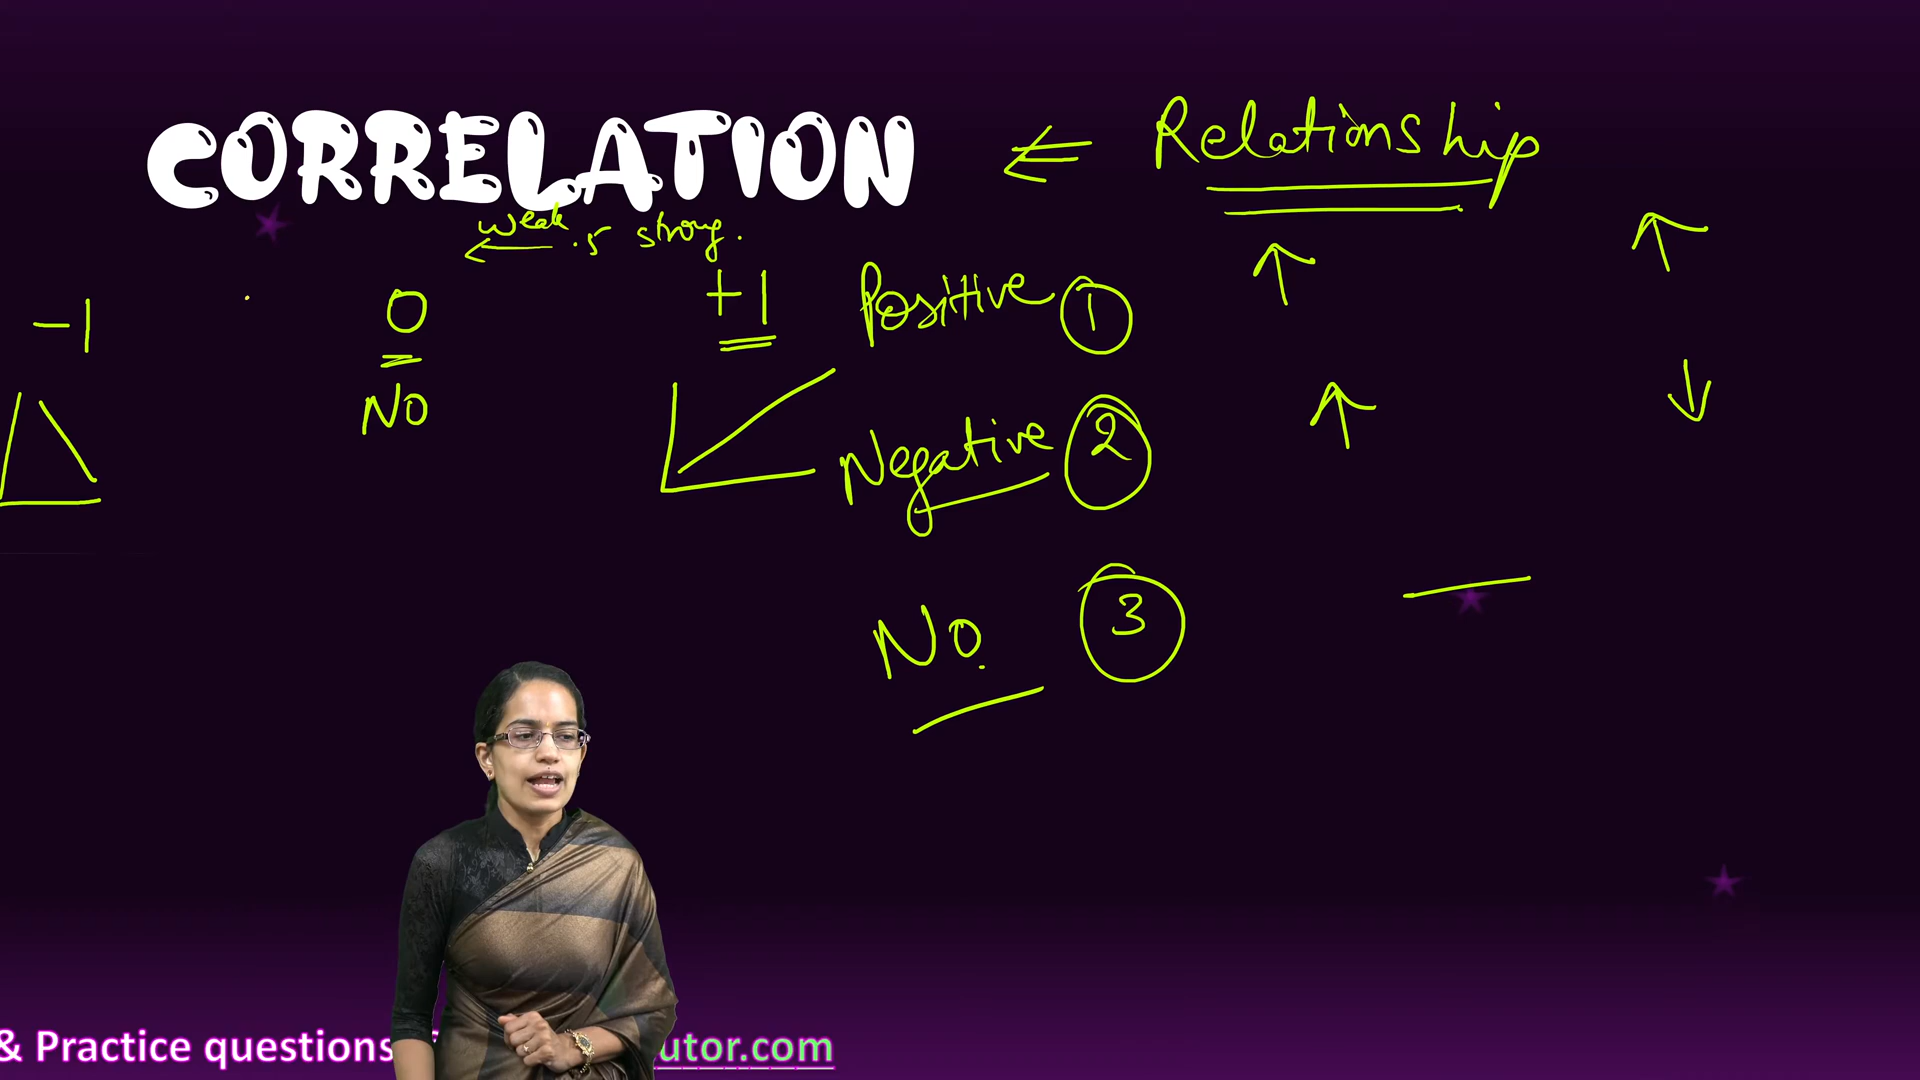 CORRELATION
Relationship
weak .5 strong.
-1 0 +1 Positive 1
NO
Negative 2
No. 3
& Practice questions utor.com